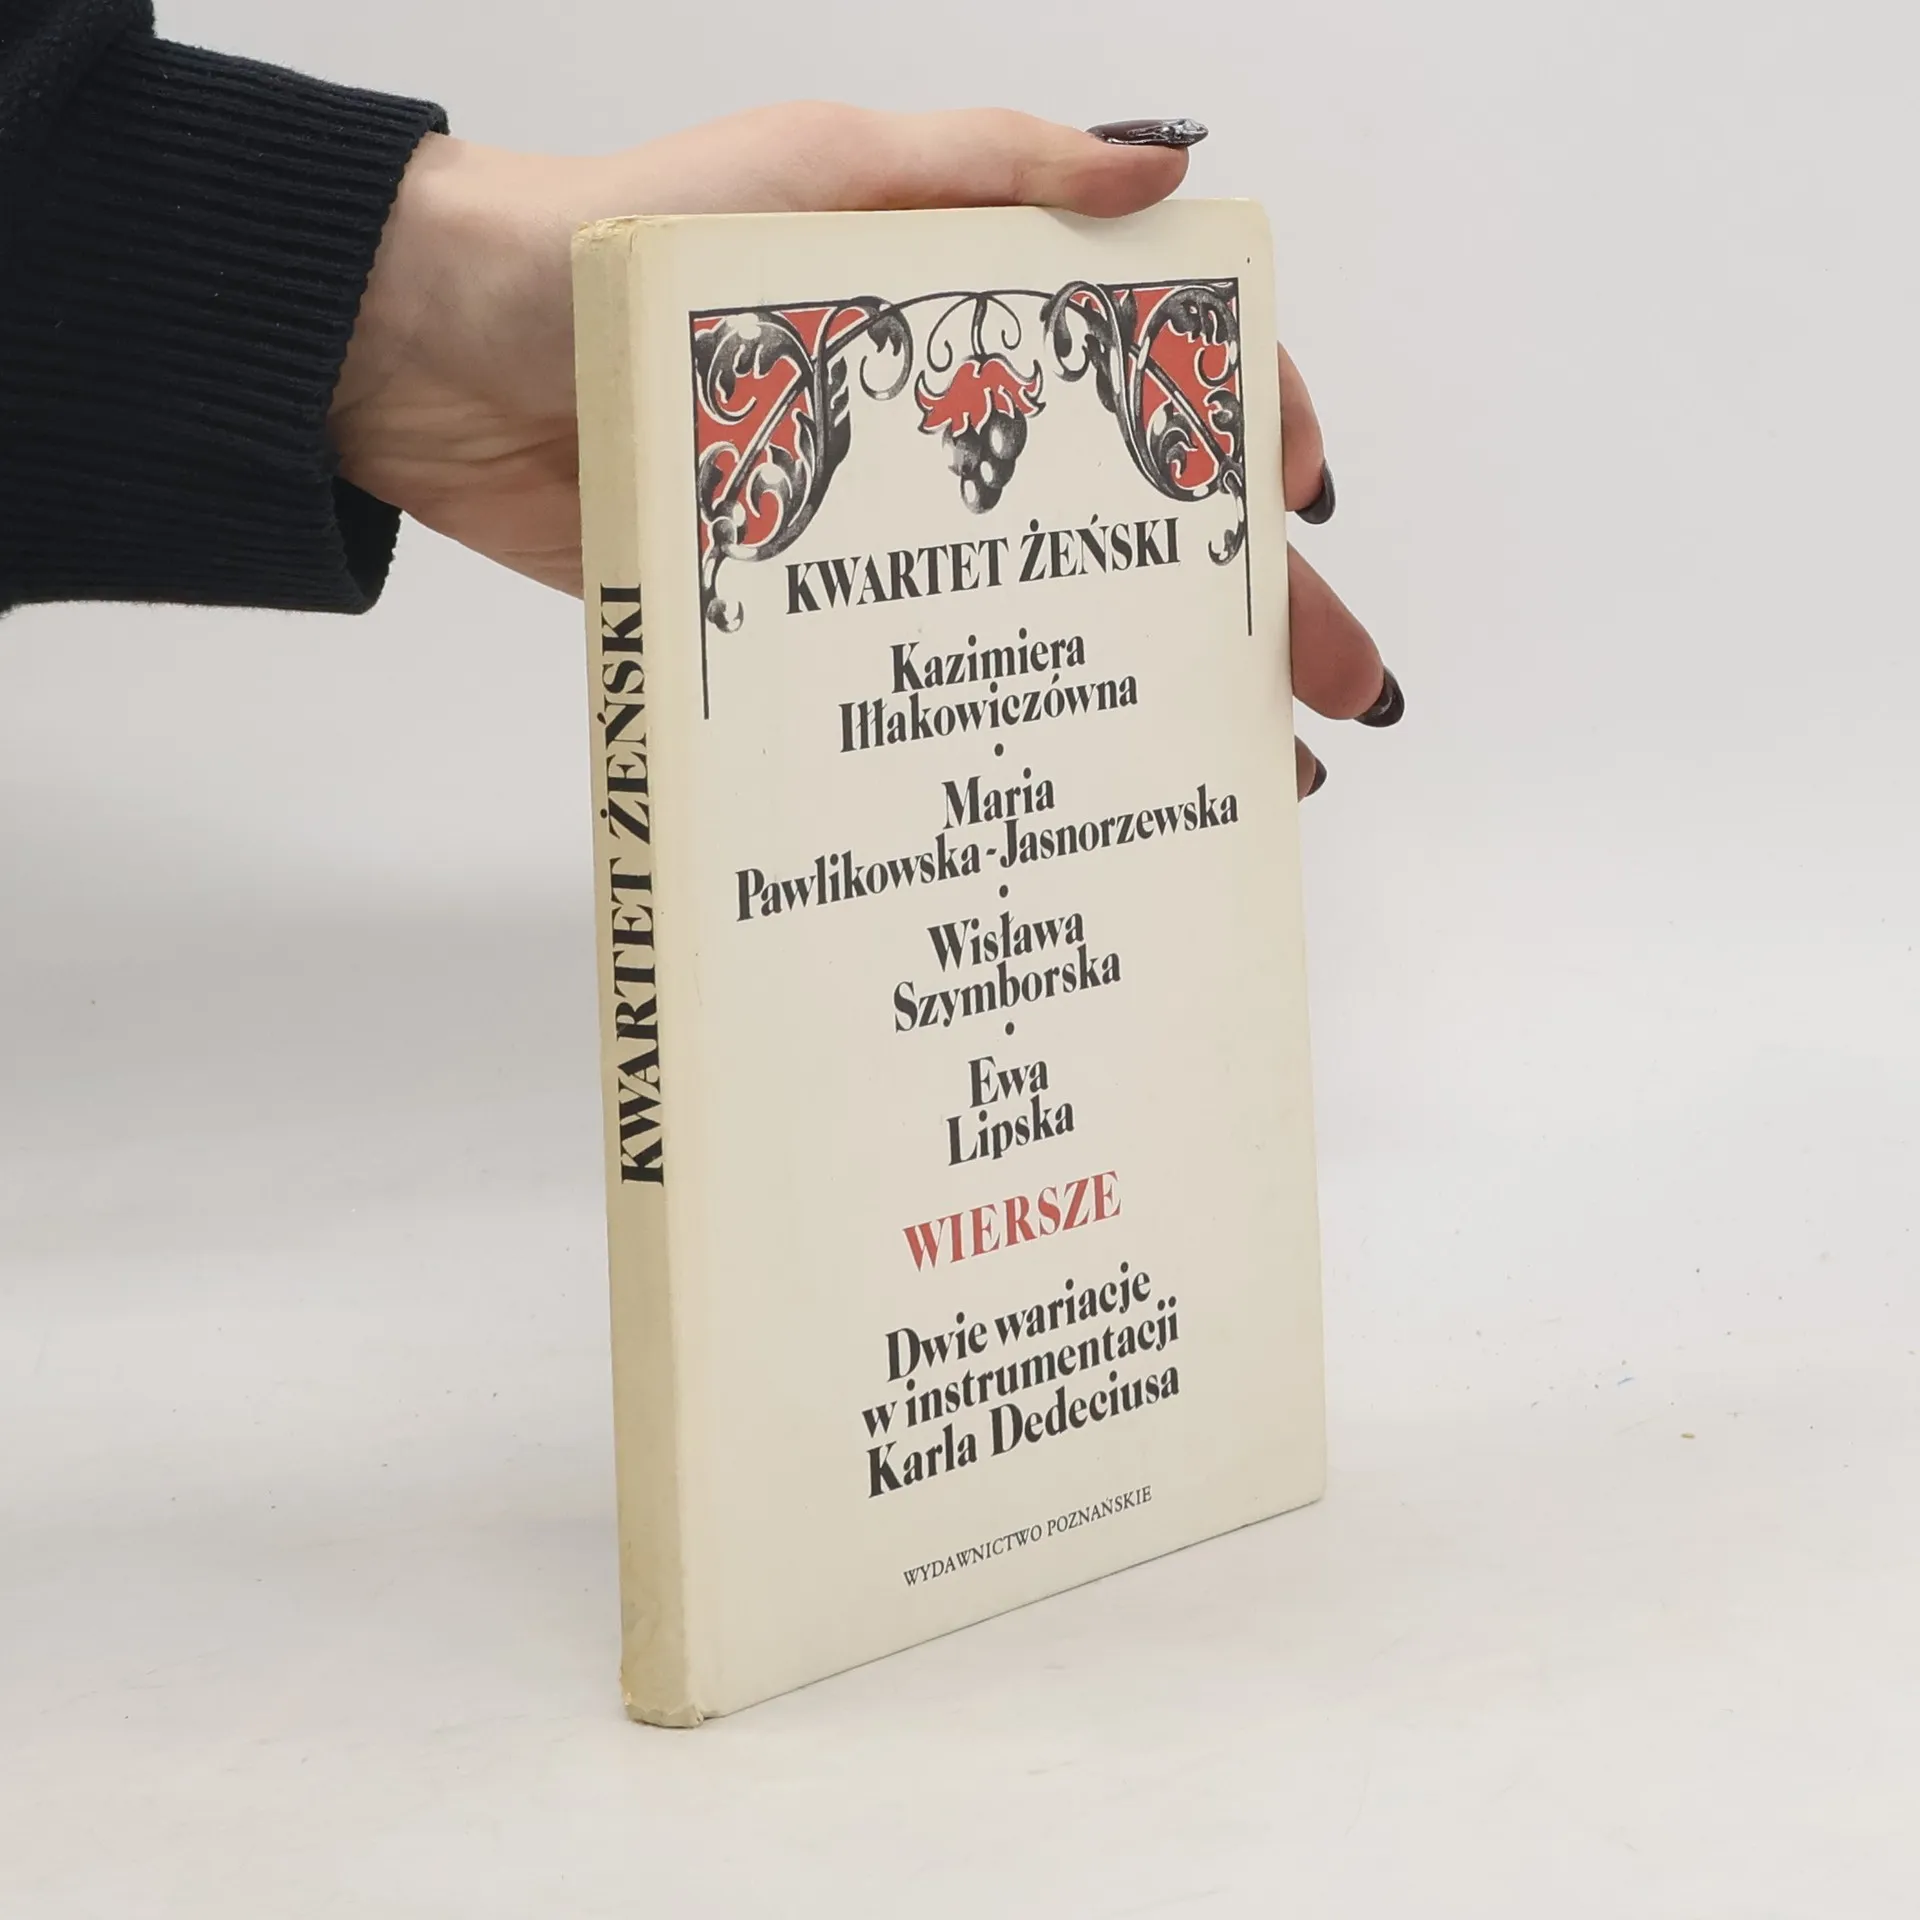 KWARTET ŻEŃSKI
KWARTET ŻEŃSKI
Kazimiera
Iłłakowiczówna
•
Maria
Pawlikowska-Jasnorzewska
•
Wisława
Szymborska
•
Ewa
Lipska
WIERSZE
Dwie wariacje
w instrumentacji
Karla Dedeciusa
WYDAWNICTWO POZNAŃSKIE